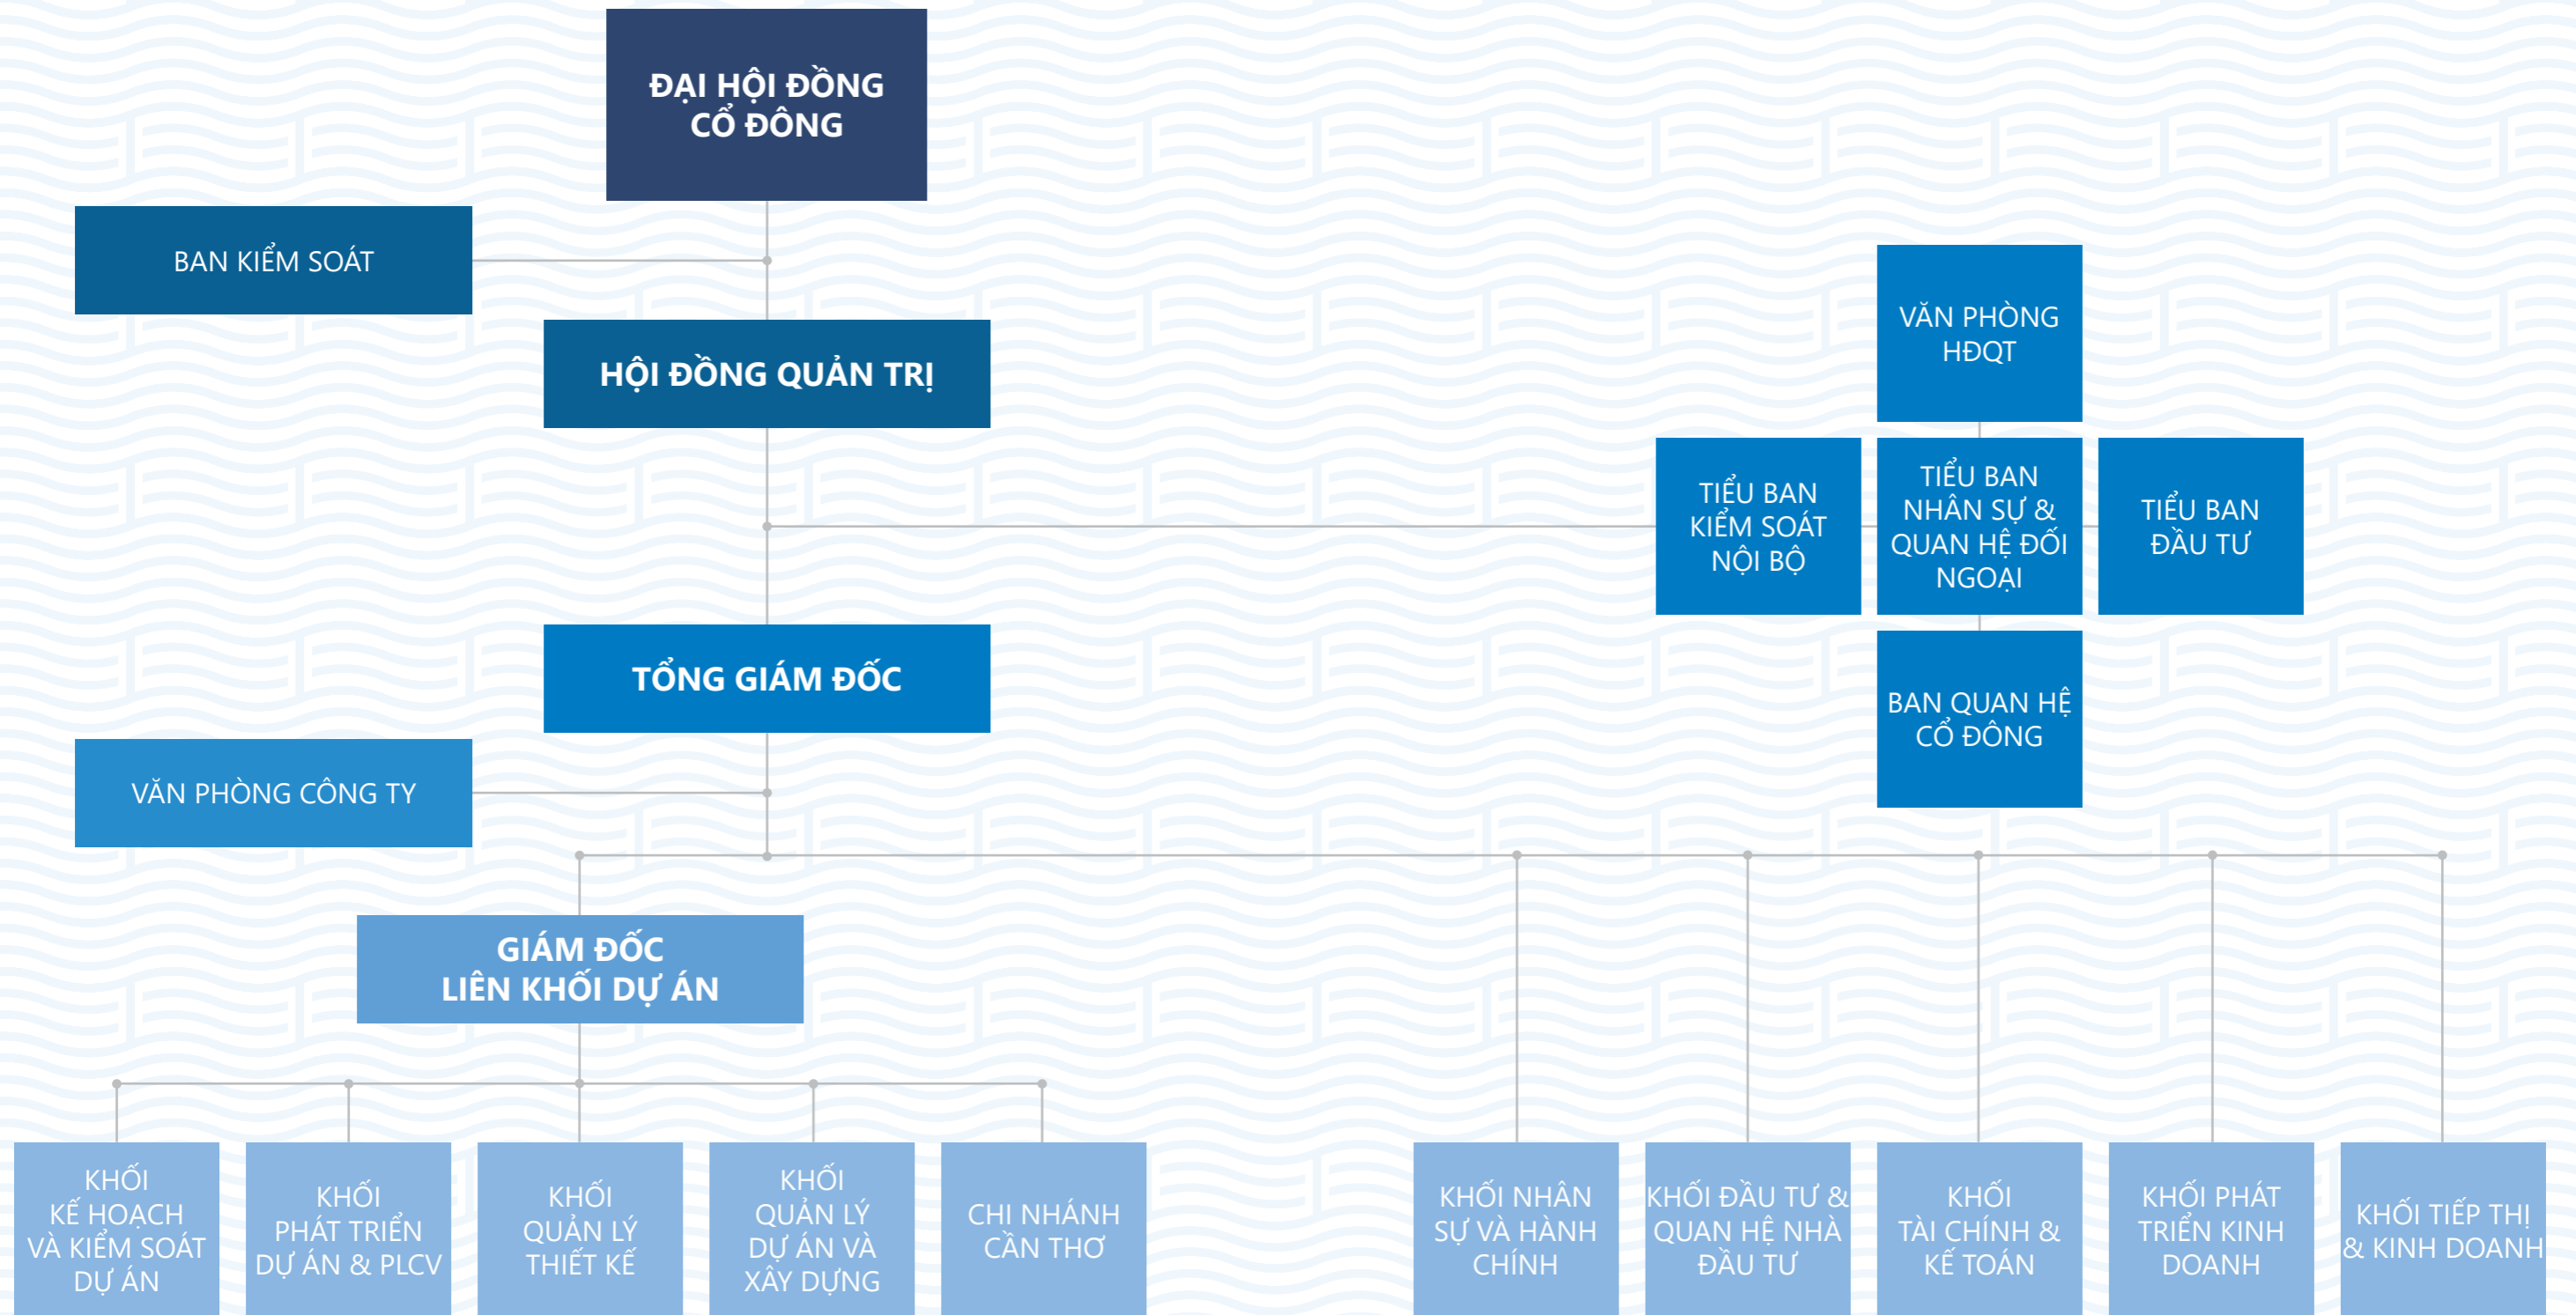 ĐẠI HỘI ĐỒNG
CỔ ĐÔNG
BAN KIỂM SOÁT
HỘI ĐỒNG QUẢN TRỊ
VĂN PHÒNG
HĐQT
TIỂU BAN
KIỂM SOÁT
NỘI BỘ
TIỂU BAN
NHÂN SỰ &
QUAN HỆ ĐỐI
NGOẠI
TIỂU BAN
ĐẦU TƯ
TỔNG GIÁM ĐỐC
BAN QUAN HỆ
CỔ ĐÔNG
VĂN PHÒNG CÔNG TY
GIÁM ĐỐC
LIÊN KHỐI DỰ ÁN
KHỐI
KẾ HOẠCH
VÀ KIỂM SOÁT
DỰ ÁN
KHỐI
PHÁT TRIỂN
DỰ ÁN & PLCV
KHỐI
QUẢN LÝ
THIẾT KẾ
KHỐI
QUẢN LÝ
DỰ ÁN VÀ
XÂY DỰNG
CHI NHÁNH
CẦN THƠ
KHỐI NHÂN
SỰ VÀ HÀNH
CHÍNH
KHỐI ĐẦU TƯ &
QUAN HỆ NHÀ
ĐẦU TƯ
KHỐI
TÀI CHÍNH &
KẾ TOÁN
KHỐI PHÁT
TRIỂN KINH
DOANH
KHỐI TIẾP THỊ
& KINH DOANH